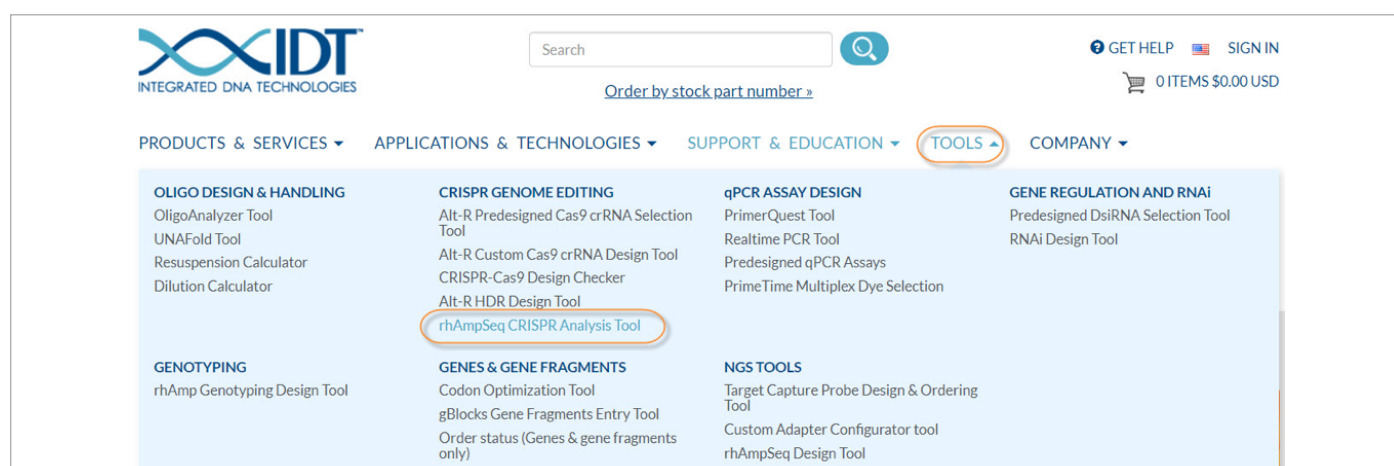 IDT
INTEGRATED DNA TECHNOLOGIES
Search
Order by stock part number »
GET HELP
SIGN IN
0 ITEMS $0.00 USD
PRODUCTS & SERVICES
APPLICATIONS & TECHNOLOGIES
SUPPORT & EDUCATION
TOOLS
COMPANY
OLIGO DESIGN & HANDLING
OligoAnalyzer Tool
UNAFold Tool
Resuspension Calculator
Dilution Calculator
CRISPR GENOME EDITING
Alt-R Predesigned Cas9 crRNA Selection
Tool
Alt-R Custom Cas9 crRNA Design Tool
CRISPR-Cas9 Design Checker
Alt-R HDR Design Tool
rhAmpSeq CRISPR Analysis Tool
qPCR ASSAY DESIGN
PrimerQuest Tool
Realtime PCR Tool
Predesigned qPCR Assays
PrimeTime Multiplex Dye Selection
GENE REGULATION AND RNAi
Predesigned DsiRNA Selection Tool
RNAi Design Tool
GENOTYPING
rhAmp Genotyping Design Tool
GENES & GENE FRAGMENTS
Codon Optimization Tool
gBlocks Gene Fragments Entry Tool
Order status (Genes & gene fragments
only)
NGS TOOLS
Target Capture Probe Design & Ordering
Tool
Custom Adapter Configurator tool
rhAmpSeq Design Tool